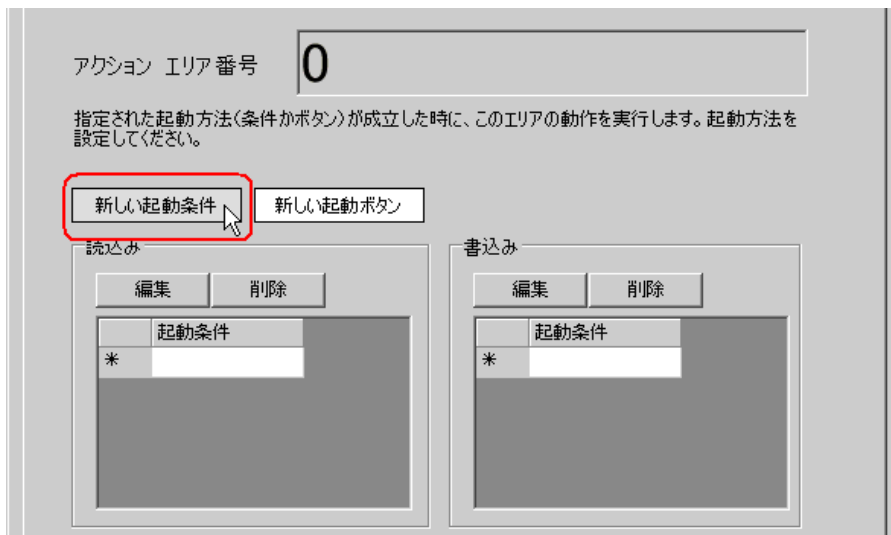 アクション エリア番号 0
指定された起動方法(条件かボタン)が成立した時に、このエリアの動作を実行します。起動方法を
設定してください。
新しい起動条件 新しい起動ボタン
読込み 書込み
編集 削除 編集 削除
起動条件 起動条件
* *